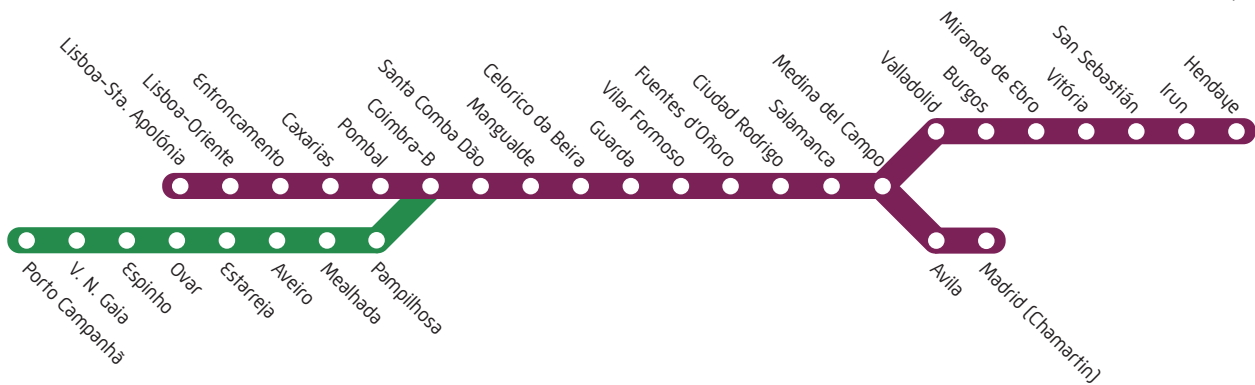 Lisboa-Sta. Apolónia
Lisboa-Oriente
Entroncamento
Caxarias
Pombal
Coimbra-B
Santa Comba Dão
Mangualde
Celorico da Beira
Guarda
Vilar Formoso
Fuentes d'Oñoro
Ciudad Rodrigo
Salamanca
Medina del Campo
Valladolid
Burgos
Miranda de Ebro
Vitória
San Sebastián
Irun
Hendaye
Porto Campanhã
V. N. Gaia
Espinho
Ovar
Estarreja
Aveiro
Mealhada
Pampilhosa
Avila
Madrid (Chamartin)